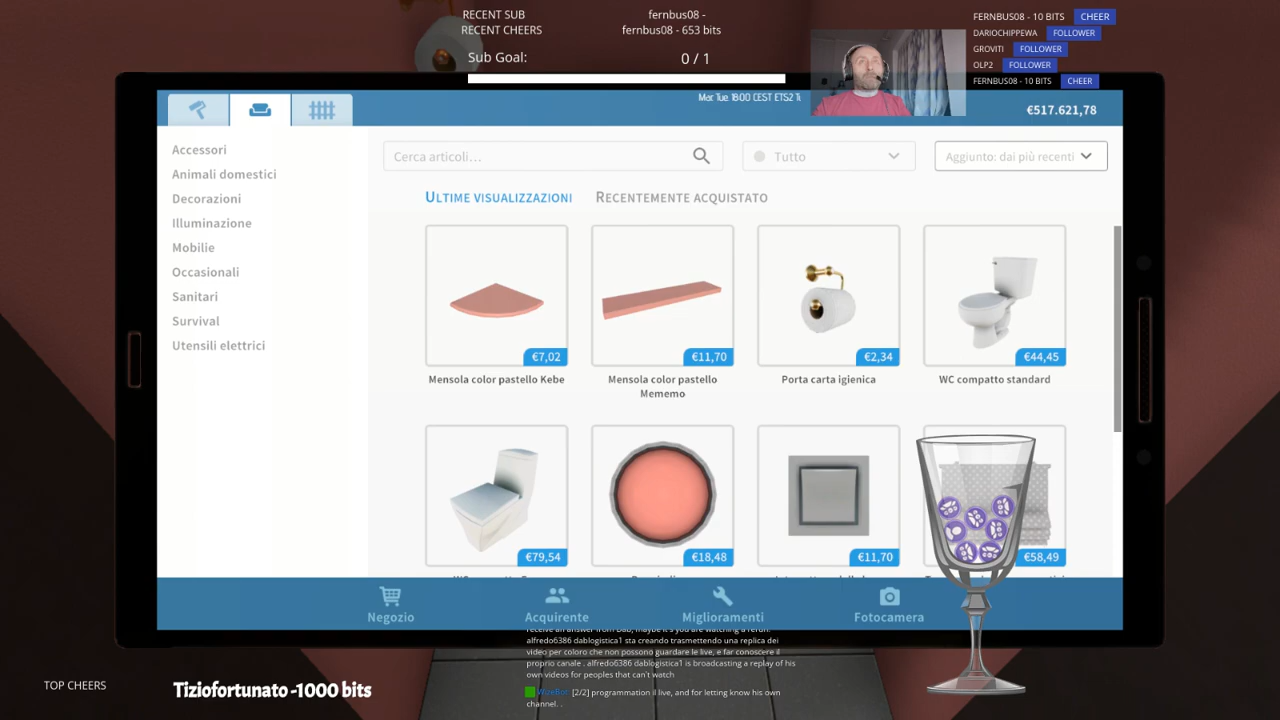 RECENT SUB
fernbus08 -
RECENT CHEERS
fernbus08 - 653 bits
Sub Goal:
0 / 1
FERNBUS08 - 10 BITS CHEER
DARIOCHIPPEWA FOLLOWER
GROVITI FOLLOWER
OLP2 FOLLOWER
FERNBUS08 - 10 BITS CHEER
Mar, Tue, 18:00 CEST ETS2
€517.621,78
Accessori
Animali domestici
Decorazioni
Illuminazione
Mobilie
Occasionali
Sanitari
Survival
Utensili elettrici
Cerca articoli...
Tutto
Aggiunto: dai più recenti
ULTIME VISUALIZZAZIONI
RECENTEMENTE ACQUISTATO
€7,02
€11,70
€2,34
€44,45
Mensola color pastello Kebe
Mensola color pastello
Mememo
Porta carta igienica
WC compatto standard
€79,54
€18,48
€11,70
€58,49
Negozio
Acquirente
Miglioramenti
Fotocamera
alfredo6386 dablogistica1 sta creando trasmettendo una replica dei
video per coloro che non possono guardare le live, e far conoscere il
proprio canale . alfredo6386 dablogistica1 is broadcasting a replay of his
own videos for peoples that can't watch
WizeBot: [2/2] programmation il live, and for letting know his own
channel. .
TOP CHEERS
Tiziofortunato -1000 bits